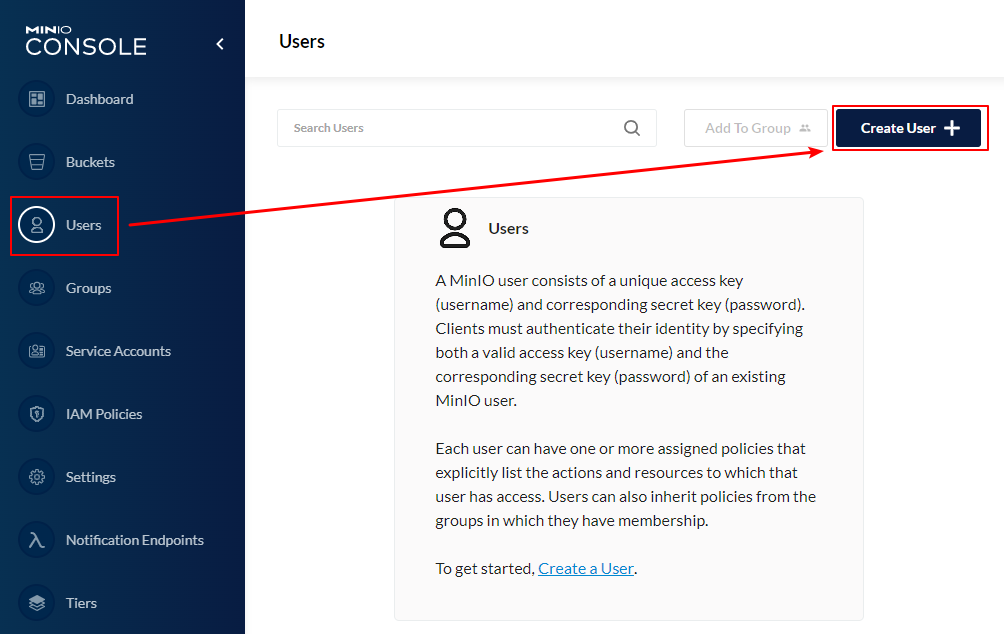 MINIO
CONSOLE
Dashboard
Buckets
Users
Groups
Service Accounts
IAM Policies
Settings
Notification Endpoints
Tiers
Users
Search Users
Add To Group
Create User
Users
A MinIO user consists of a unique access key
(username) and corresponding secret key (password).
Clients must authenticate their identity by specifying
both a valid access key (username) and the
corresponding secret key (password) of an existing
MinIO user.
Each user can have one or more assigned policies that
explicitly list the actions and resources to which that
user has access. Users can also inherit policies from the
groups in which they have membership.
To get started, Create a User.